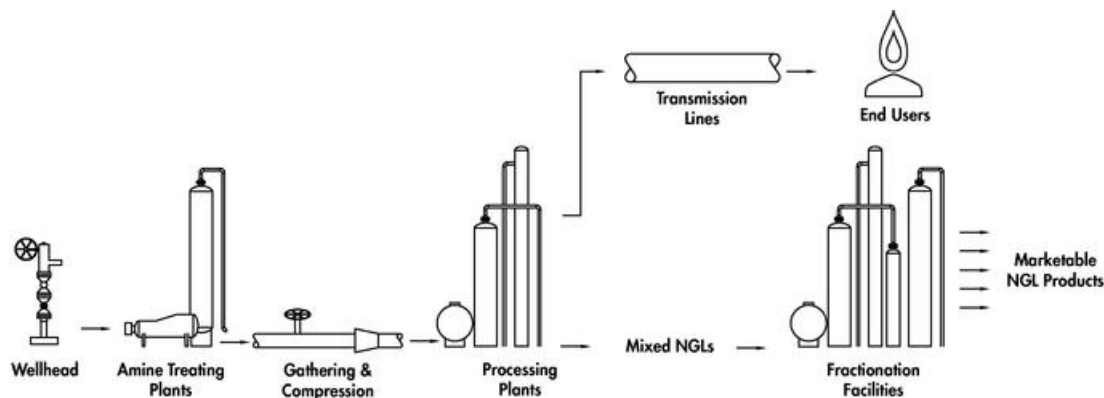 Transmission
Lines
End Users
Wellhead
Amine Treating
Plants
Gathering &
Compression
Processing
Plants
Mixed NGLs
Fractionation
Facilities
Marketable
NGL Products